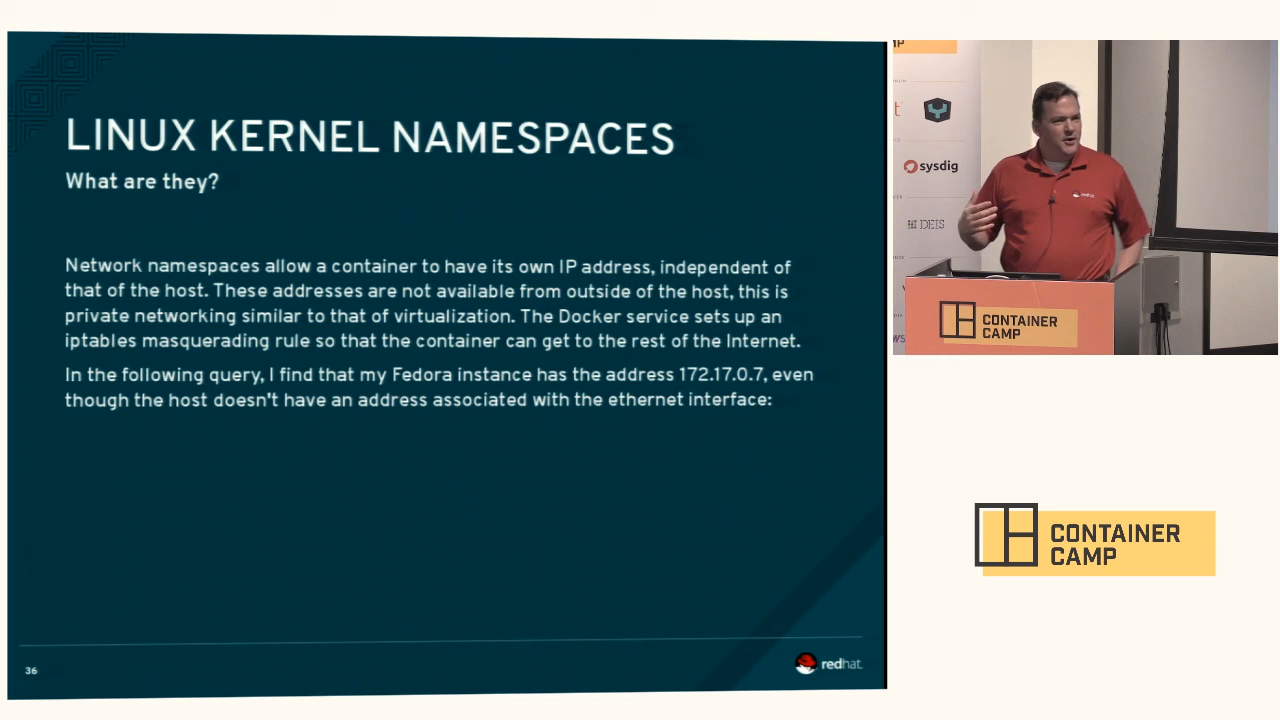 LINUX KERNEL NAMESPACES
What are they?
Network namespaces allow a container to have its own IP address, independent of
that of the host. These addresses are not available from outside of the host, this is
private networking similar to that of virtualization. The Docker service sets up an
iptables masquerading rule so that the container can get to the rest of the Internet.
In the following query, I find that my Fedora instance has the address 172.17.0.7, even
though the host doesn't have an address associated with the ethernet interface:
36
redhat.
sysdig
DEIS
redhat
CONTAINER
CAMP
CONTAINER
CAMP